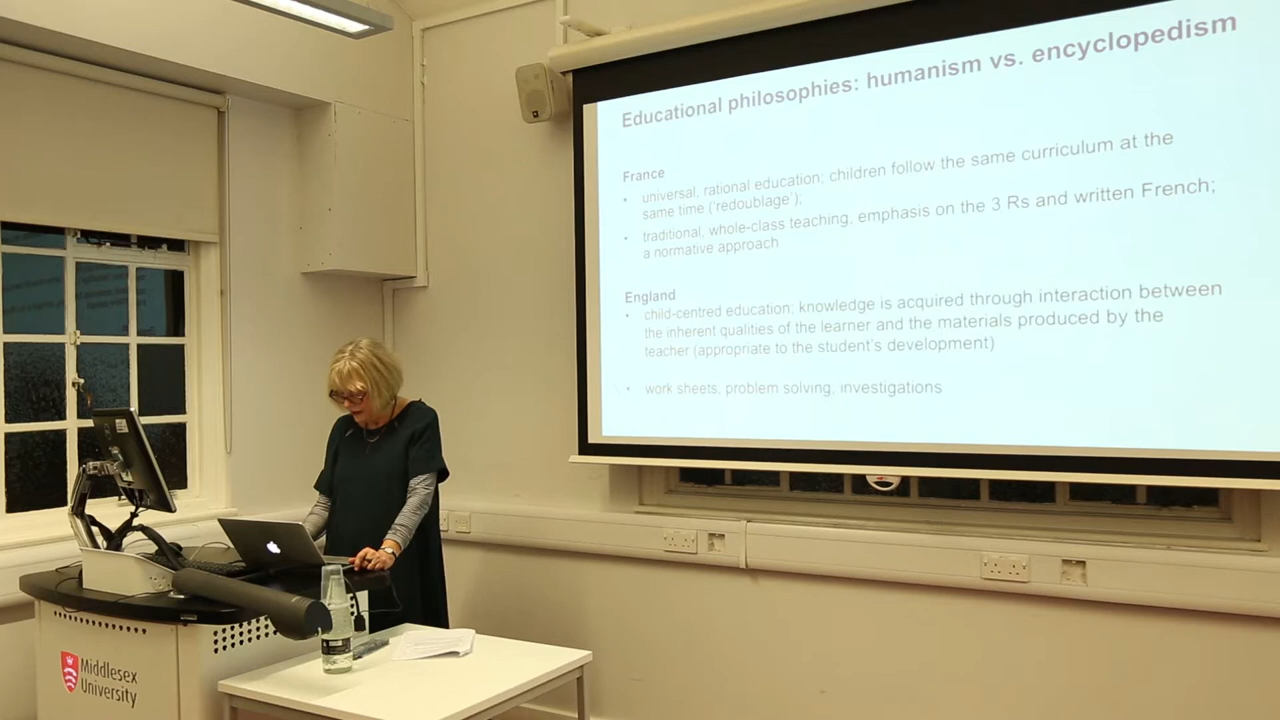 Educational philosophies: humanism vs. encyclopedism
France
• universal, rational education; children follow the same curriculum at the
same time ('redoublage');
• traditional, whole-class teaching, emphasis on the 3 Rs and written French;
a normative approach
England
• child-centred education; knowledge is acquired through interaction between
the inherent qualities of the learner and the materials produced by the
teacher (appropriate to the student's development)
• work sheets, problem solving, investigations
Middlesex
University